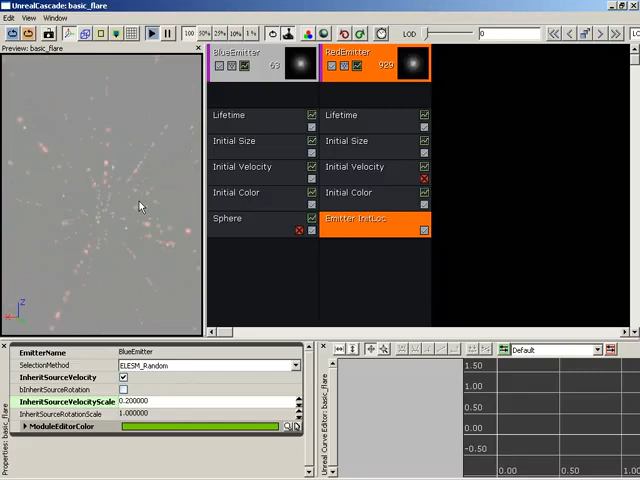 UnrealCascade: basic_flare
Edit View Window
100 50% 25% 10% 1%
LOD
0
LO
Preview: basic_flare
BlueEmitter
63
RedEmitter
929
Lifetime
Lifetime
Initial Size
Initial Size
Initial Velocity
Initial Velocity
Initial Color
Initial Color
Sphere
Emitter InitLoc
Z
X
Properties: basic_flare
EmitterName BlueEmitter
SelectionMethod ELESM_Random
InheritSourceVelocity
bInheritSourceRotation
InheritSourceVelocityScale 0.200000
InheritSourceRotationScale 1.000000
ModuleEditorColor
Unreal Curve Editor: basic_flare
Default
1.50
1.00
0.50
0.00
-0.50
0.00 0.50 1.00